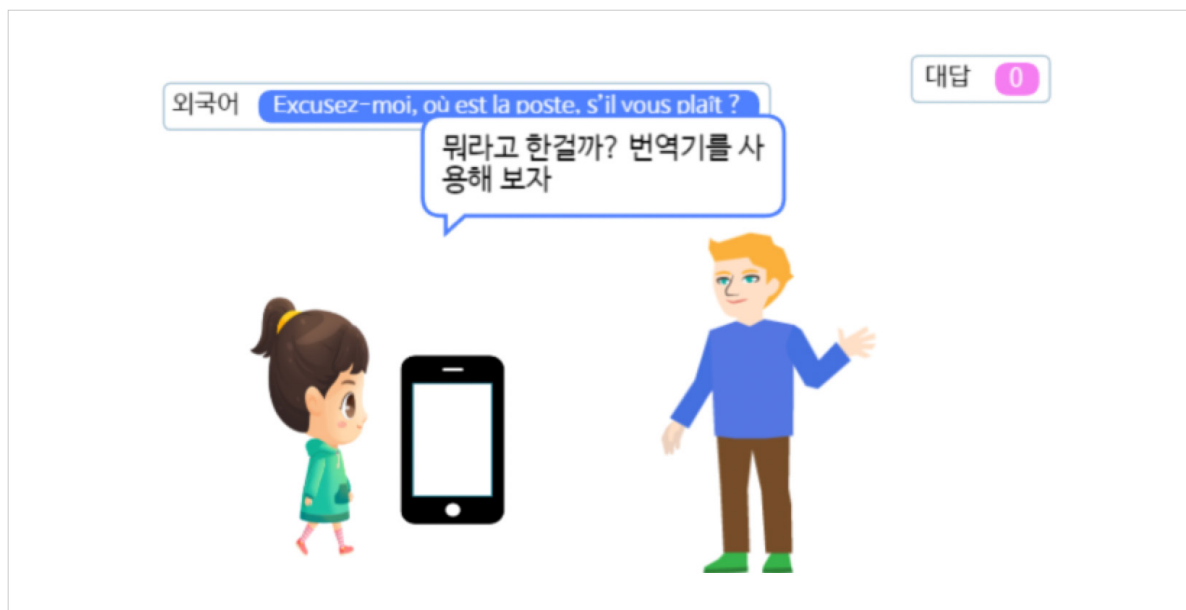 대답 0
외국어 Excusez-moi, où est la poste, s'il vous plaît ?
뭐라고 한걸까? 번역기를 사
용해 보자